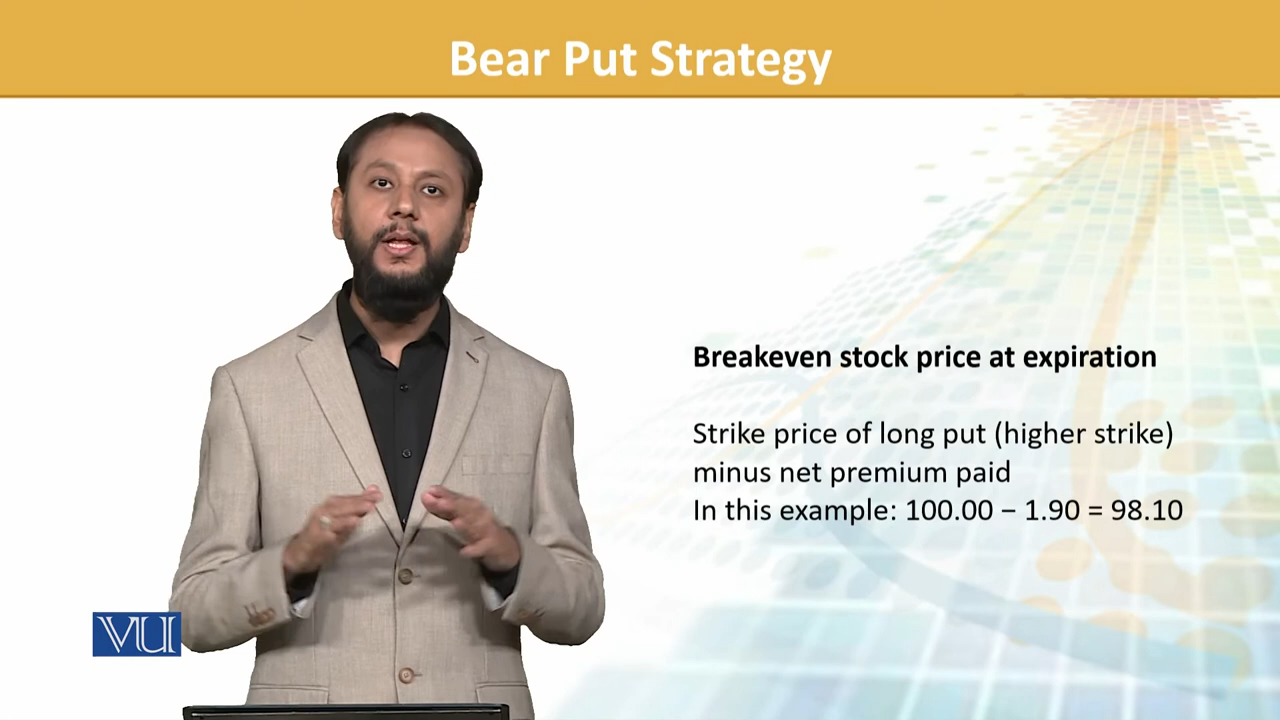 Bear Put Strategy
Breakeven stock price at expiration
Strike price of long put (higher strike)
minus net premium paid
In this example: 100.00 − 1.90 = 98.10
VU